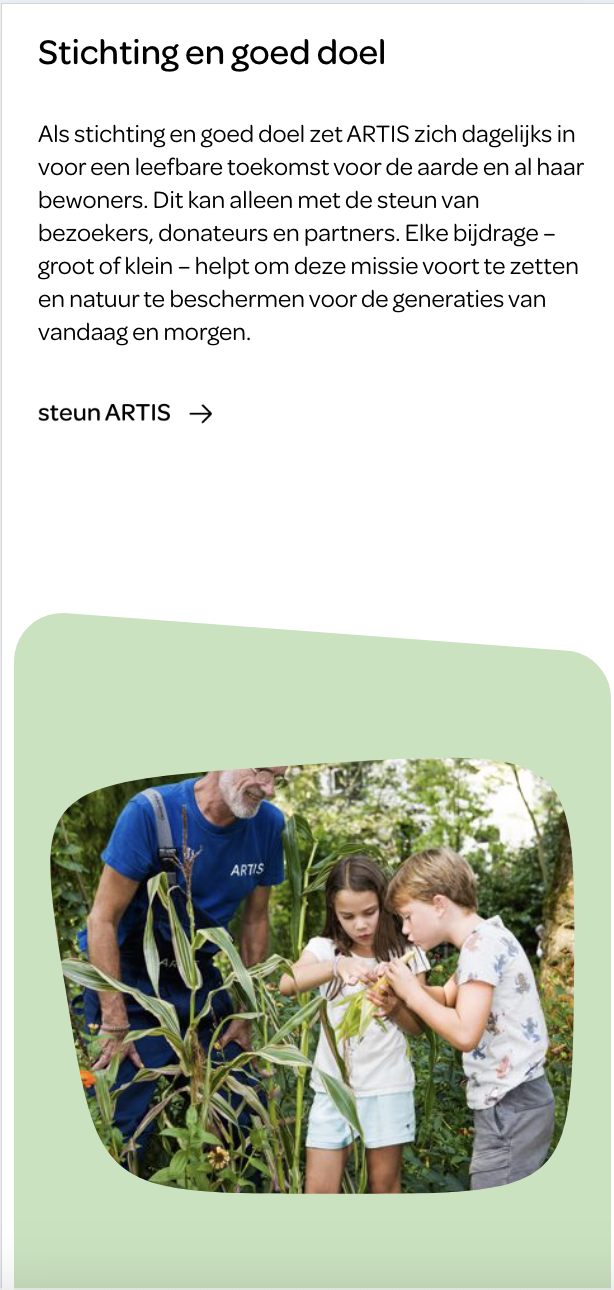 Stichting en goed doel
Als stichting en goed doel zet ARTIS zich dagelijks in
voor een leefbare toekomst voor de aarde en al haar
bewoners. Dit kan alleen met de steun van
bezoekers, donateurs en partners. Elke bijdrage –
groot of klein – helpt om deze missie voort te zetten
en natuur te beschermen voor de generaties van
vandaag en morgen.
steun ARTIS →
ARTIS